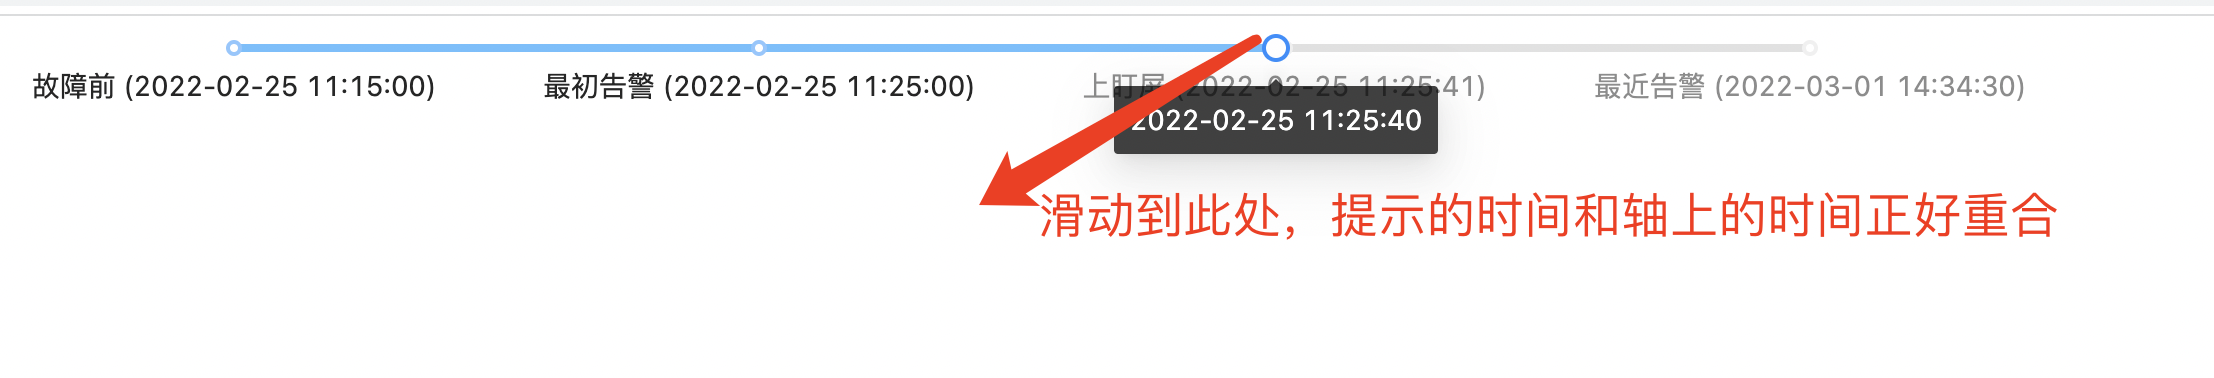 故障前 (2022-02-25 11:15:00)
最初告警 (2022-02-25 11:25:00)
上盯屏 (2022-02-25 11:25:41)
最近告警 (2022-03-01 14:34:30)
2022-02-25 11:25:40
滑动到此处，提示的时间和轴上的时间正好重合